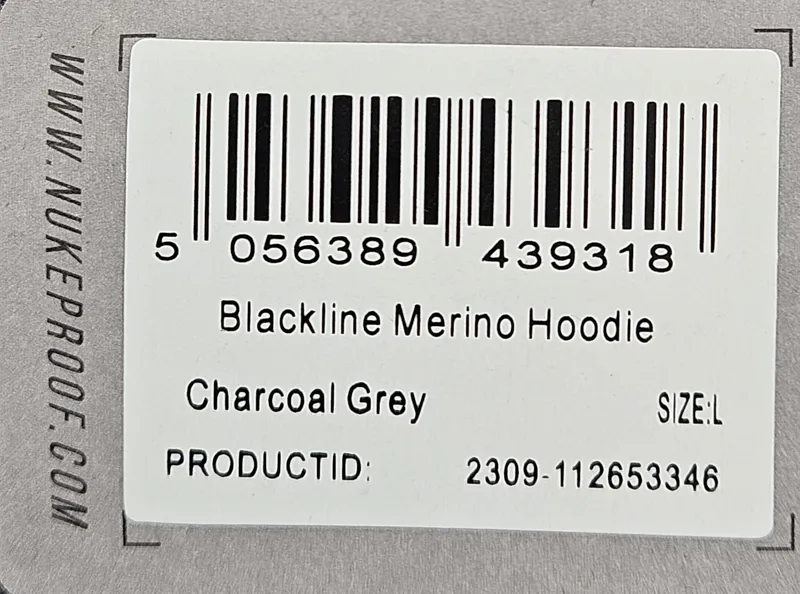 WWW.NUKEPROOF.COM
5 056389 439318
Blackline Merino Hoodie
Charcoal Grey SIZE:L
PRODUCTID: 2309-112653346